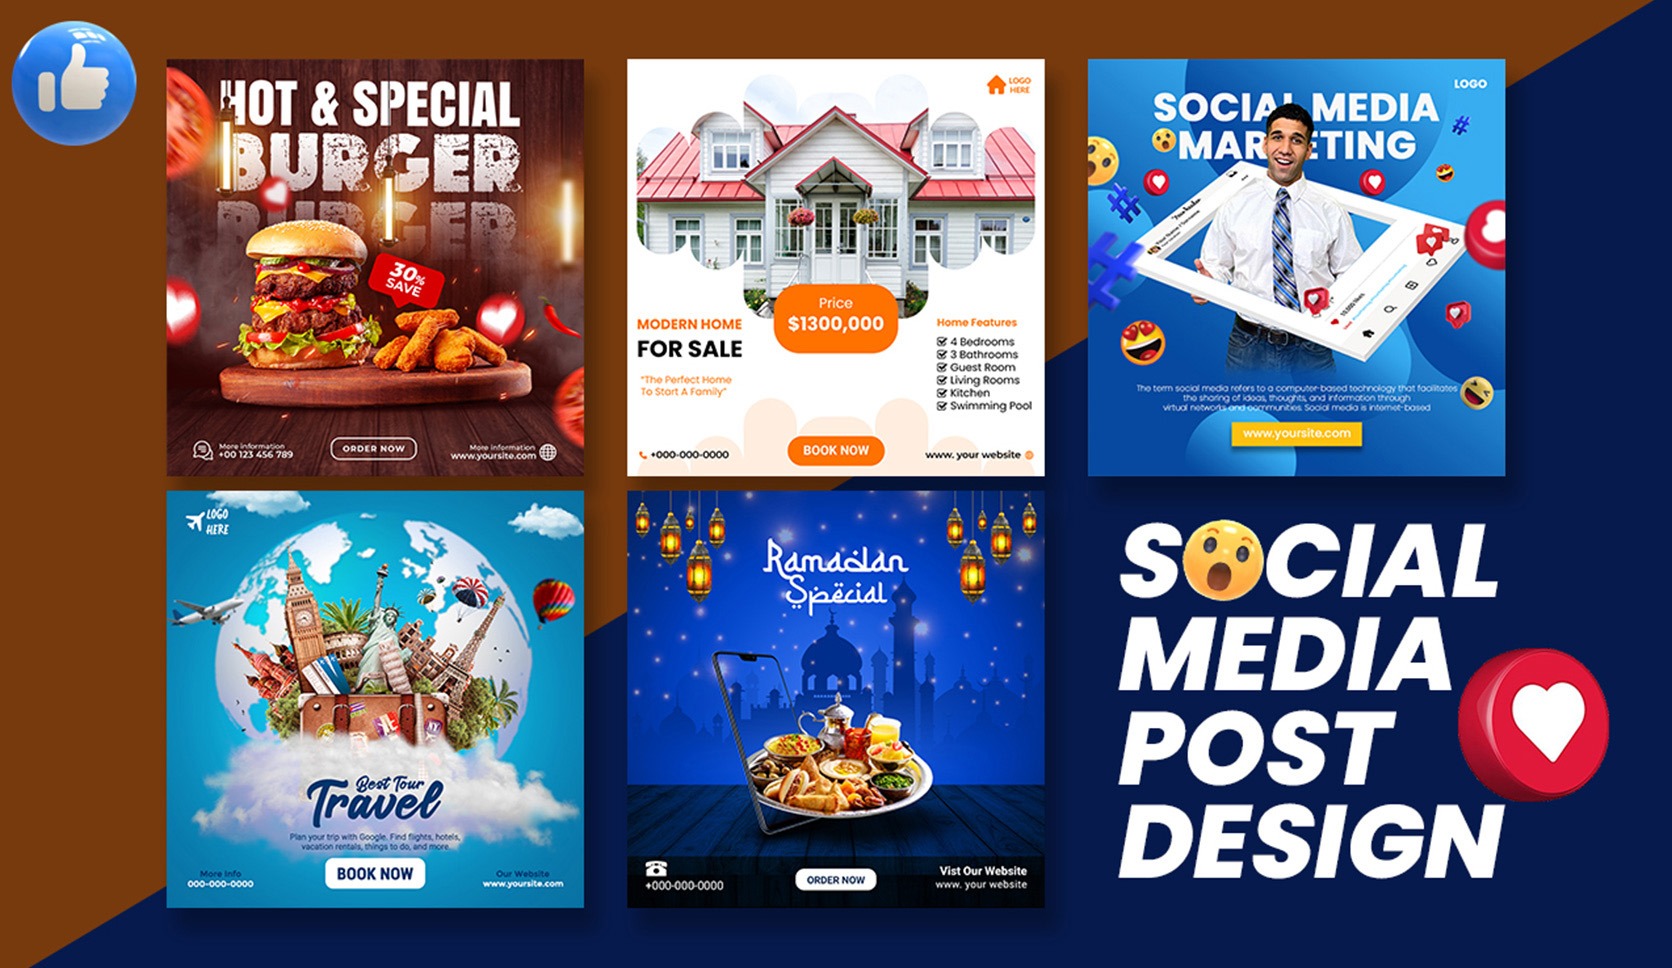 HOT & SPECIAL
BURGER
BURGER
30%
SAVE
More information
+00 123 456 789
ORDER NOW
More information
www.yoursite.com
LOGO
HERE
Price
$1300,000
MODERN HOME
FOR SALE
"The Perfect Home
To Start A Family"
Home Features
4 Bedrooms
3 Bathrooms
Guest Room
Living Rooms
Kitchen
Swimming Pool
+000-000-0000
BOOK NOW
www. your website
LOGO
SOCIAL MEDIA
MARKETING
The term social media refers to a computer-based technology that facilitates
the sharing of ideas, thoughts, and information through
virtual networks and communities. Social media is internet-based
www.yoursite.com
LOGO
HERE
Best Tour
Travel
Plan your trip with Google. Find flights, hotels,
vacation rentals, things to do, and more
More Info
000-000-0000
BOOK NOW
Our Website
www.yoursite.com
Ramadan
Special
+000-000-0000
ORDER NOW
Vist Our Website
www. your website
SOCIAL
MEDIA
POST
DESIGN